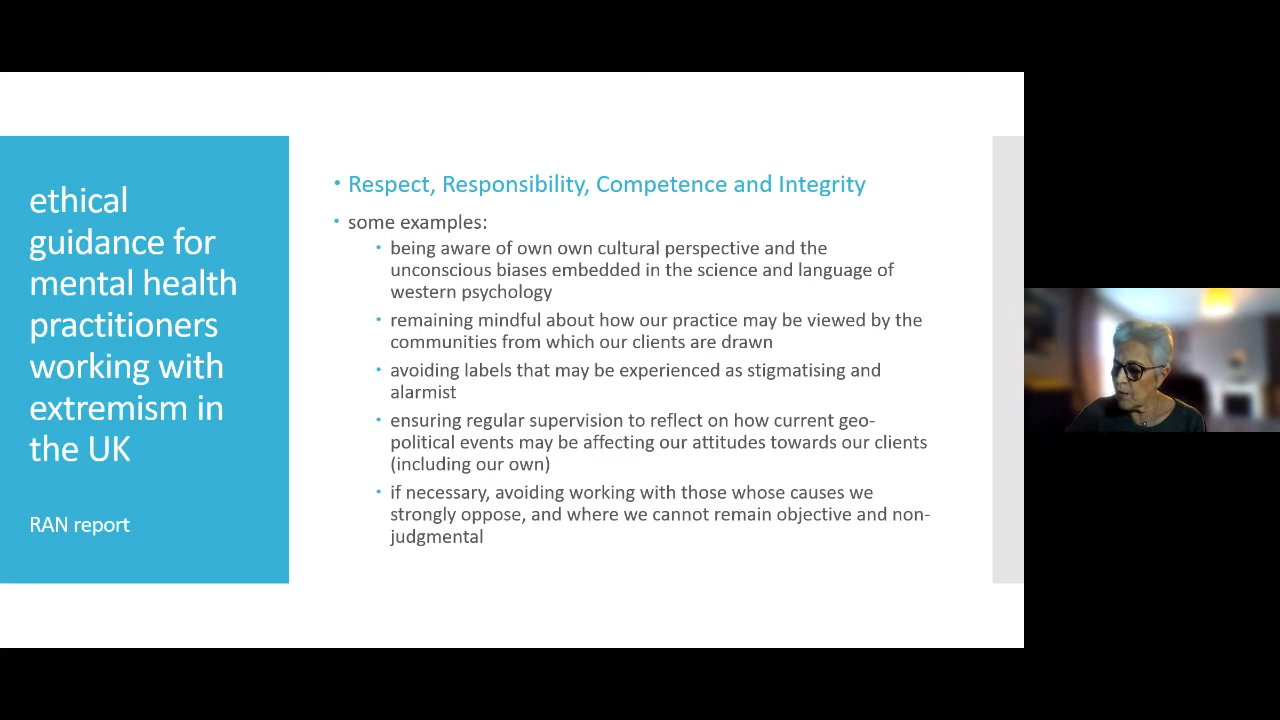 ethical
guidance for
mental health
practitioners
working with
extremism in
the UK
RAN report
• Respect, Responsibility, Competence and Integrity
• some examples:
• being aware of own own cultural perspective and the
unconscious biases embedded in the science and language of
western psychology
• remaining mindful about how our practice may be viewed by the
communities from which our clients are drawn
• avoiding labels that may be experienced as stigmatising and
alarmist
• ensuring regular supervision to reflect on how current geo-
political events may be affecting our attitudes towards our clients
(including our own)
• if necessary, avoiding working with those whose causes we
strongly oppose, and where we cannot remain objective and non-
judgmental